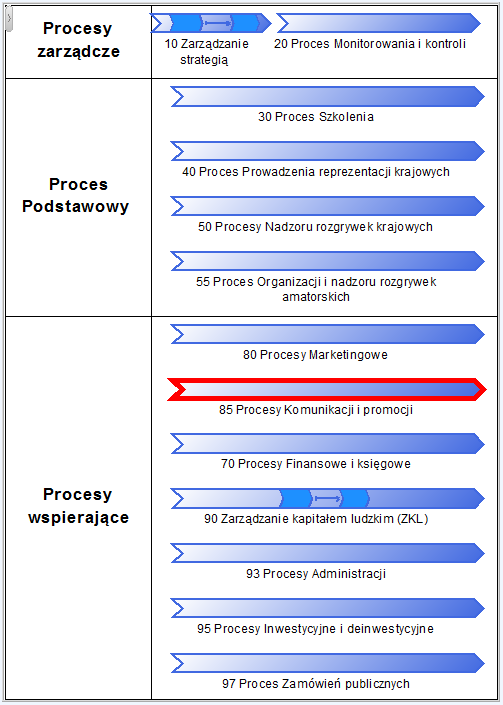 Procesy
zarządcze
10 Zarządzanie
strategią
20 Proces Monitorowania i kontroli
Proces
Podstawowy
30 Proces Szkolenia
40 Proces Prowadzenia reprezentacji krajowych
50 Procesy Nadzoru rozgrywek krajowych
55 Proces Organizacji i nadzoru rozgrywek
amatorskich
Procesy
wspierające
80 Procesy Marketingowe
85 Procesy Komunikacji i promocji
70 Procesy Finansowe i księgowe
90 Zarządzanie kapitałem ludzkim (ZKL)
93 Procesy Administracji
95 Procesy Inwestycyjne i deinwestycyjne
97 Proces Zamówień publicznych